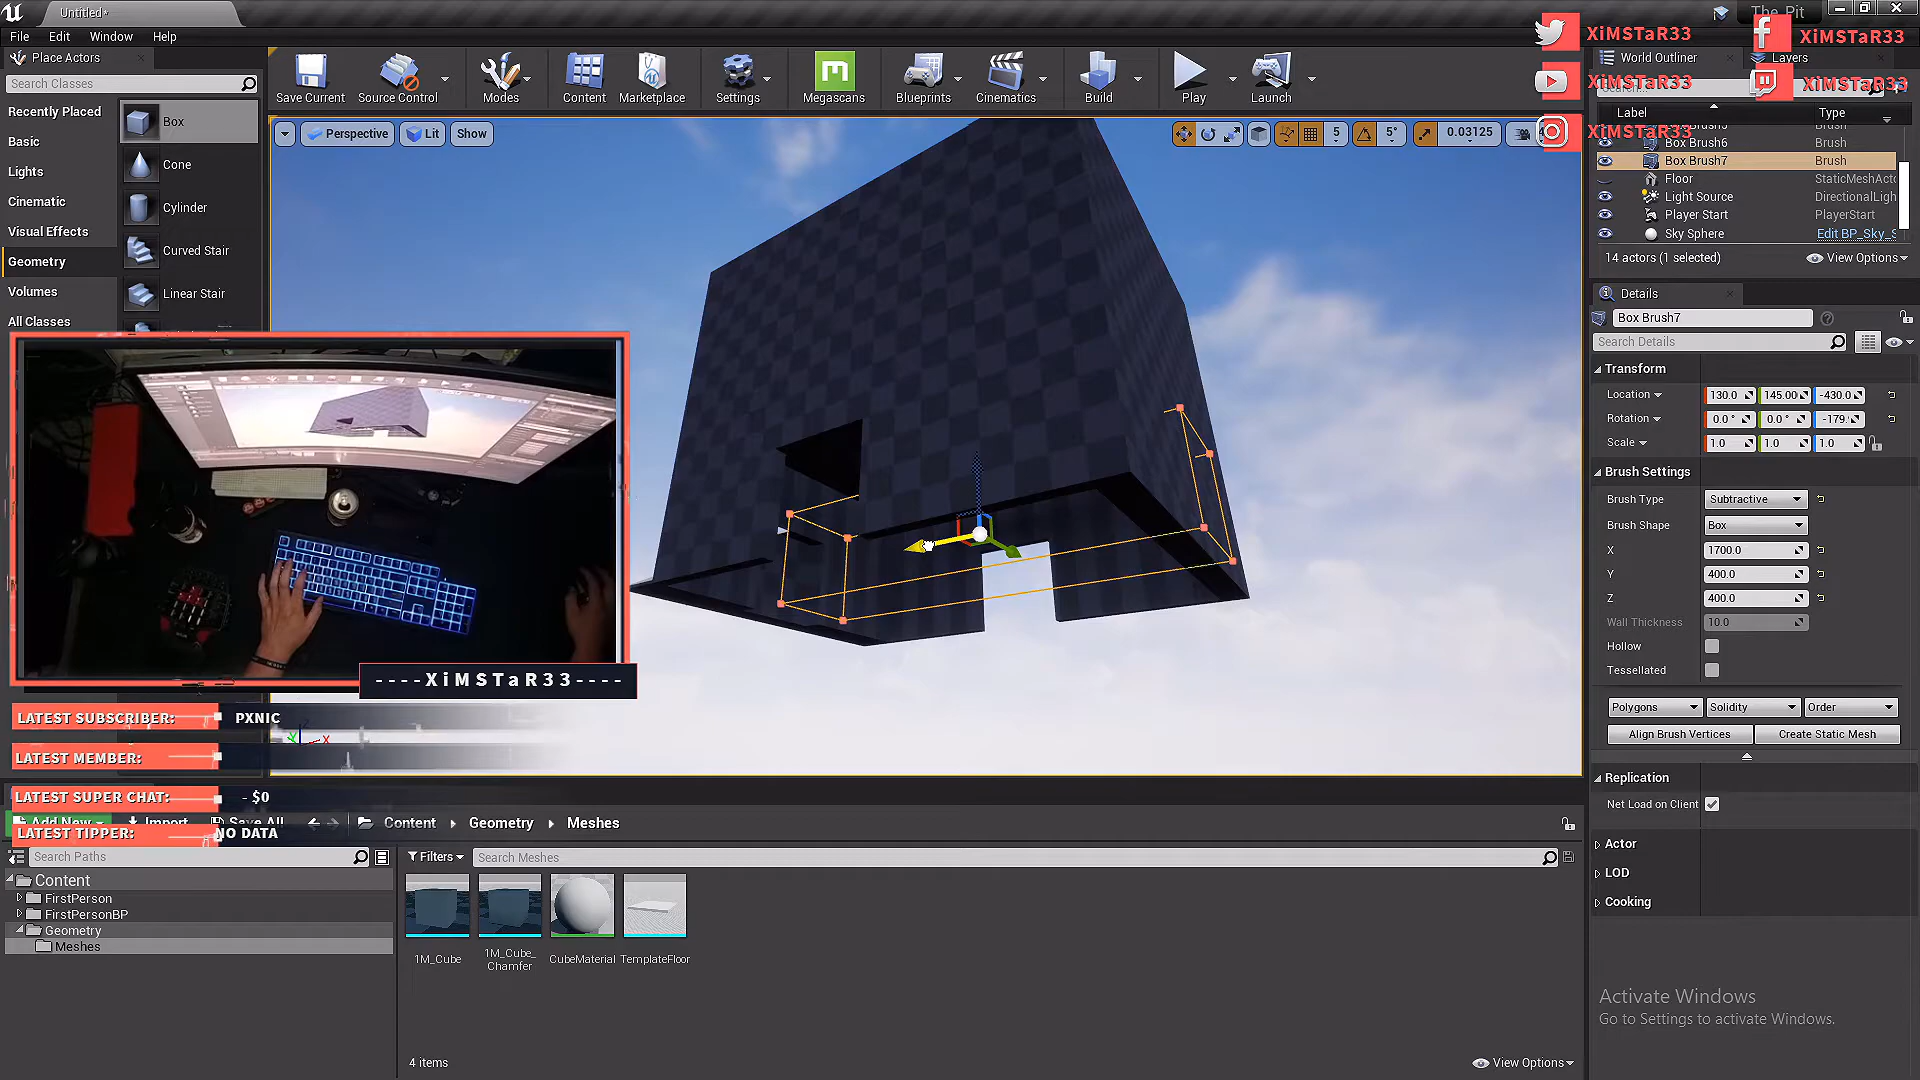 Untitled*
The Pit
File Edit Window Help
XiMSTaR33
XiMSTaR33
Place Actors
World Outliner
Layers
Search Classes
XiMSTaR33
XiMSTaR33
Save Current
Source Control
Modes
Content
Marketplace
Settings
Megascans
Blueprints
Cinematics
Build
Play
Launch
Recently Placed
Basic
Lights
Cinematic
Visual Effects
Geometry
Volumes
All Classes
Box
Cone
Cylinder
Curved Stair
Linear Stair
Perspective
Lit
Show
5
5°
0.03125
XiMSTaR33
Label Type
Box Brush6 Brush
Box Brush7 Brush
Floor StaticMeshActo
Light Source DirectionalLigh
Player Start PlayerStart
Sky Sphere Edit BP_Sky_S
14 actors (1 selected)
View Options
Details
Box Brush7
Search Details
Transform
Location 130.0 145.00 -430.0
Rotation 0.0 ° 0.0 ° -179.
Scale 1.0 1.0 1.0
Brush Settings
Brush Type Subtractive
Brush Shape Box
X 1700.0
Y 400.0
Z 400.0
Wall Thickness 10.0
Hollow
Tessellated
Polygons Solidity Order
Align Brush Vertices Create Static Mesh
Replication
Net Load on Client
Actor
LOD
Cooking
----XiMSTaR33----
LATEST SUBSCRIBER: PXNIC
X
LATEST MEMBER:
LATEST SUPER CHAT: - $0
Add New Import Save All
LATEST TIPPER: NO DATA
Content Geometry Meshes
Search Paths
Filters
Search Meshes
Content
FirstPerson
FirstPersonBP
Geometry
Meshes
1M_Cube
1M_Cube_
Chamfer
CubeMaterial
TemplateFloor
4 items
View Options
Activate Windows
Go to Settings to activate Windows.